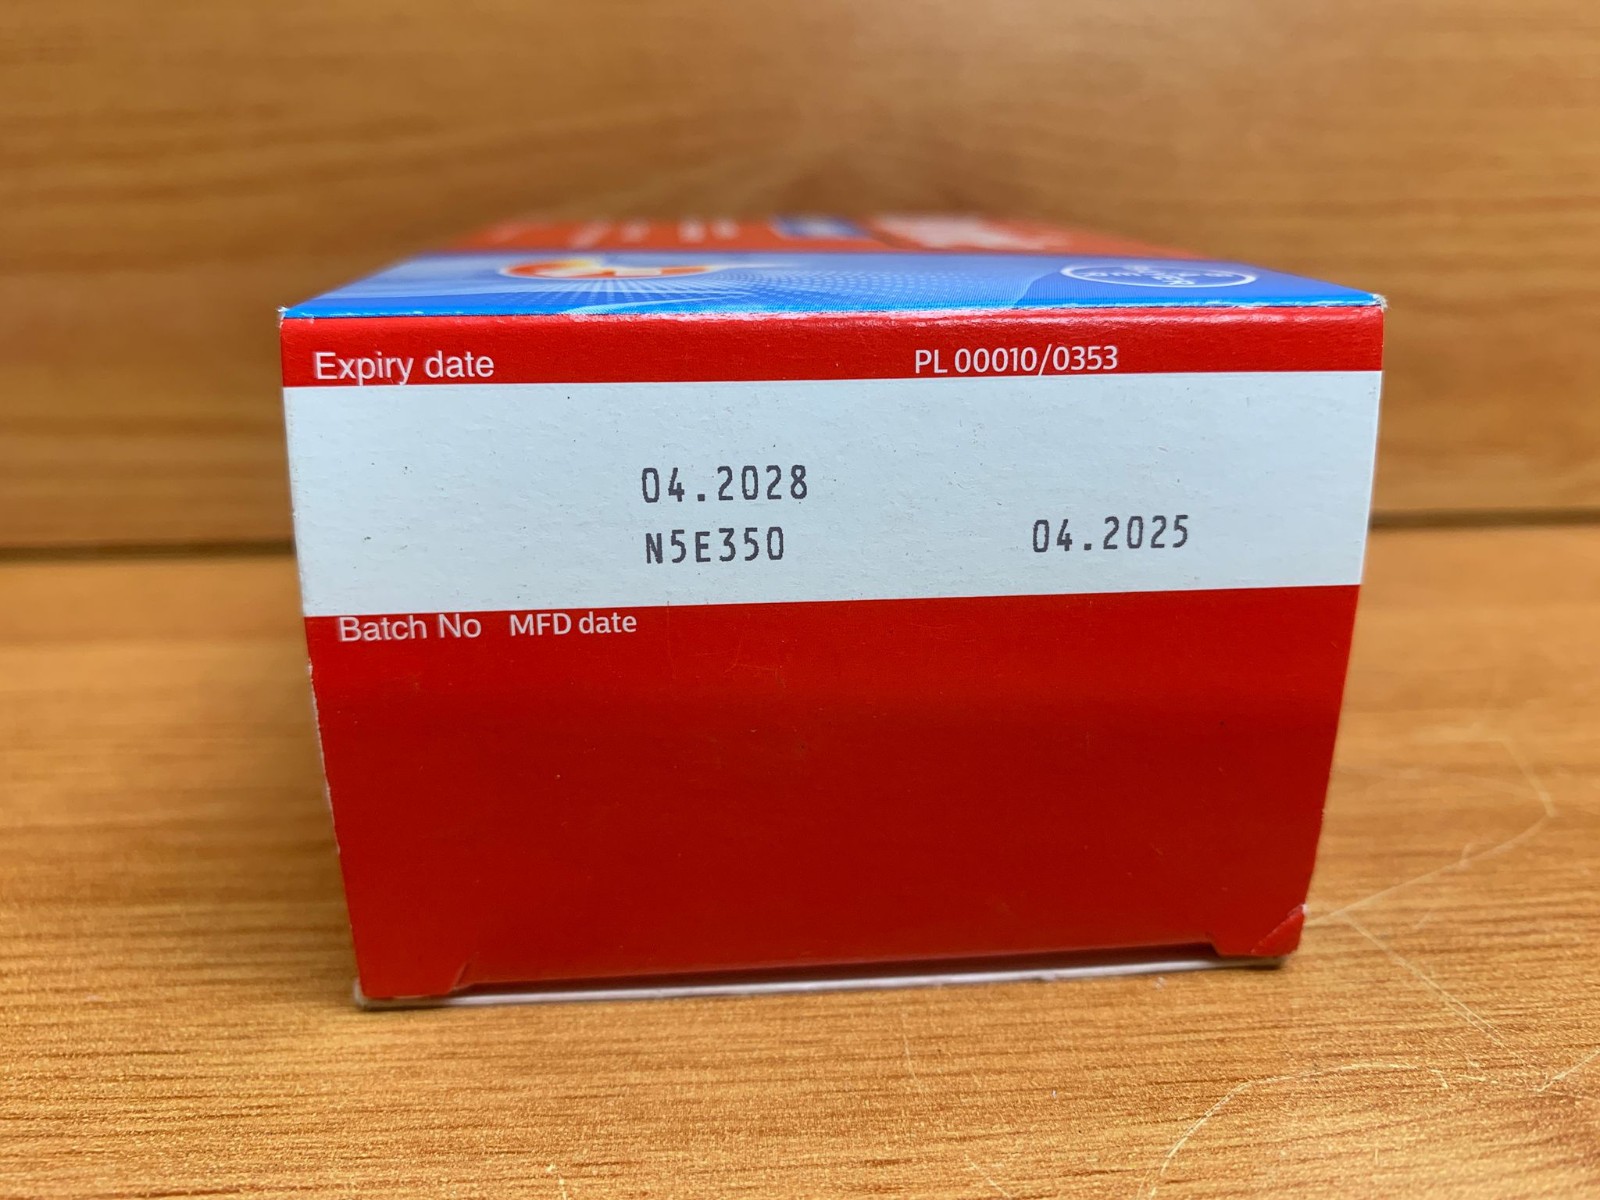 Expiry date PL 00010/0353
04.2028
N5E350 04.2025
Batch No MFD date